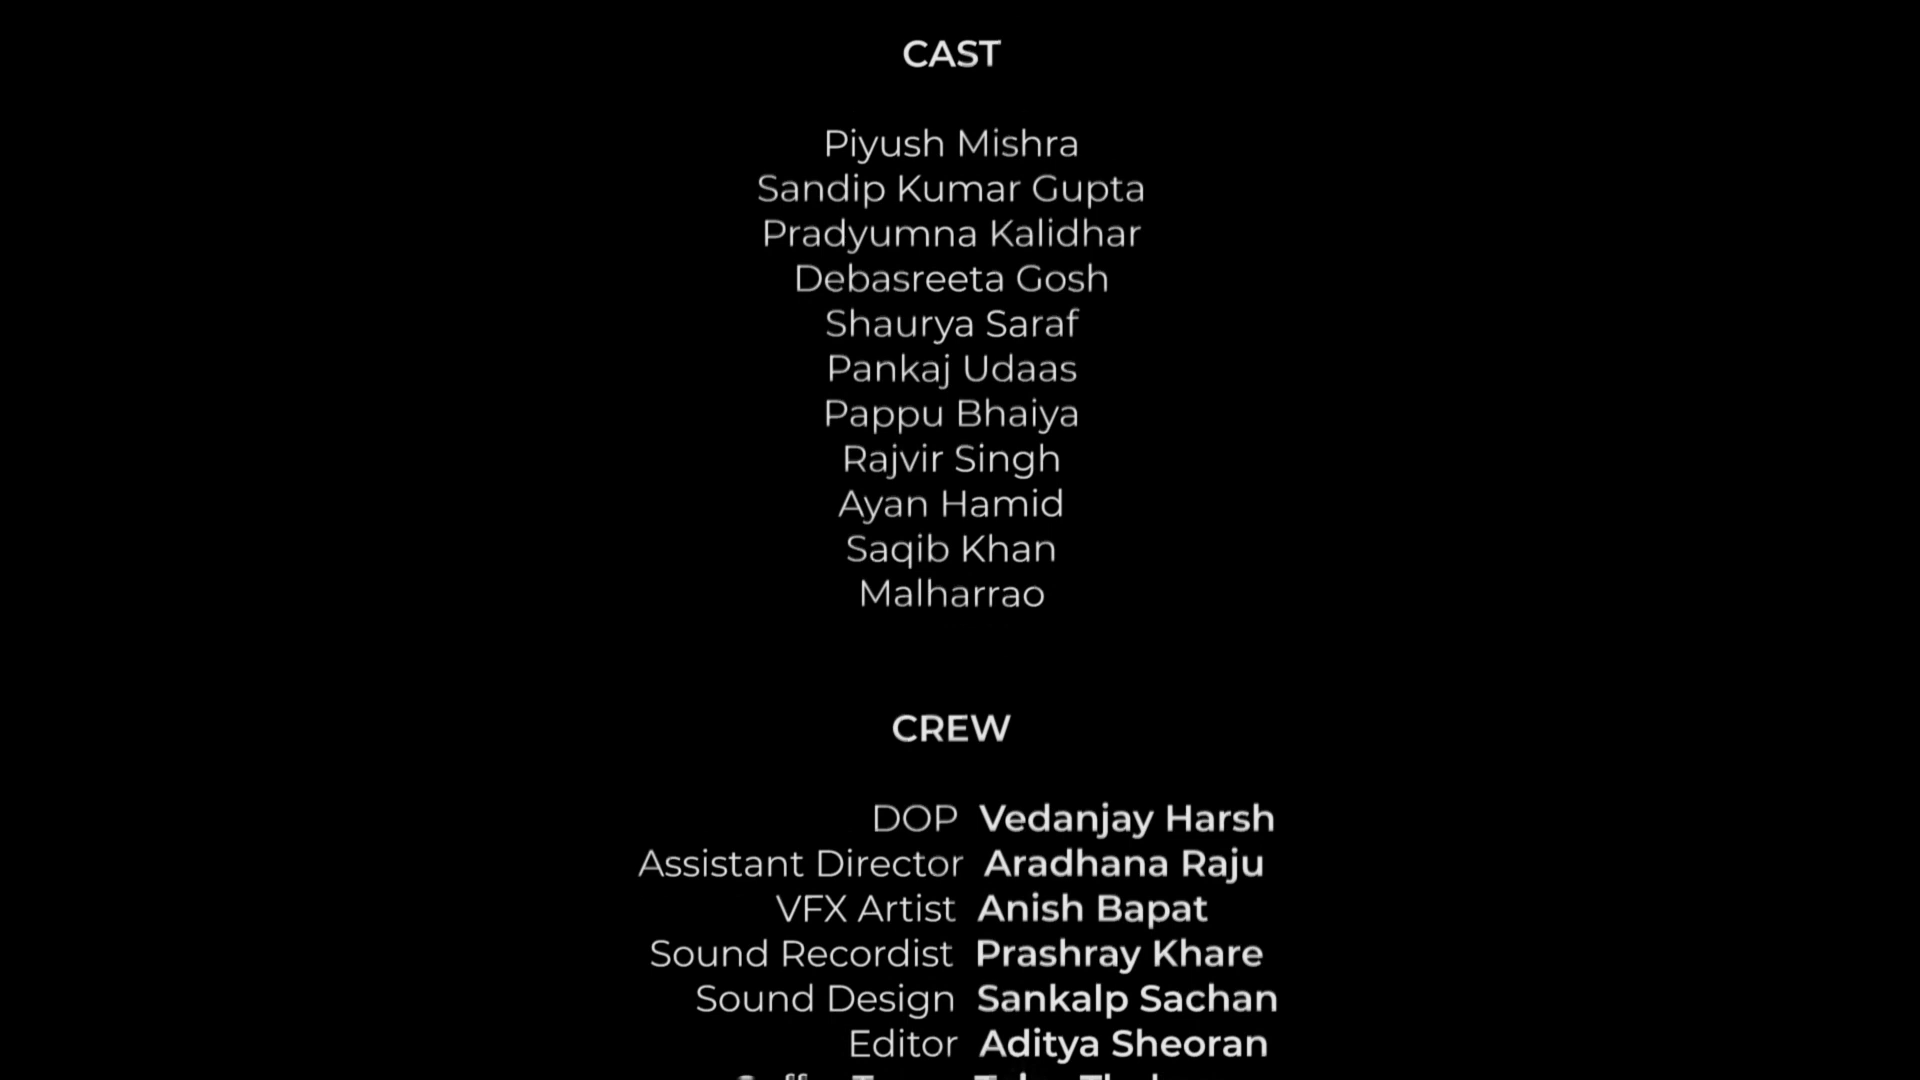 CAST
Piyush Mishra
Sandip Kumar Gupta
Pradyumna Kalidhar
Debasreeta Gosh
Shaurya Saraf
Pankaj Udaas
Pappu Bhaiya
Rajvir Singh
Ayan Hamid
Saqib Khan
Malharrao
CREW
DOP Vedanjay Harsh
Assistant Director Aradhana Raju
VFX Artist Anish Bapat
Sound Recordist Prashray Khare
Sound Design Sankalp Sachan
Editor Aditya Sheoran